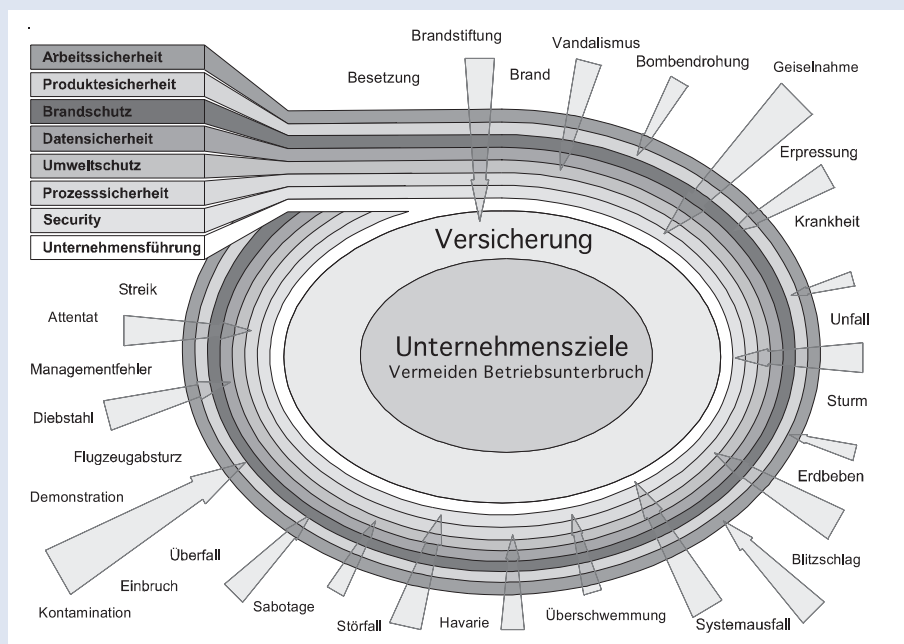 Arbeitssicherheit
Produktesicherheit
Brandschutz
Datensicherheit
Umweltschutz
Prozesssicherheit
Security
Unternehmensführung
Brandstiftung
Besetzung
Brand
Vandalismus
Bombendrohung
Geiselnahme
Erpressung
Krankheit
Unfall
Sturm
Erdbeben
Blitzschlag
Systemausfall
Überschwemmung
Havarie
Störfall
Sabotage
Überfall
Einbruch
Kontamination
Demonstration
Flugzeugabsturz
Diebstahl
Managementfehler
Attentat
Streik
Versicherung
Unternehmensziele
Vermeiden Betriebsunterbruch